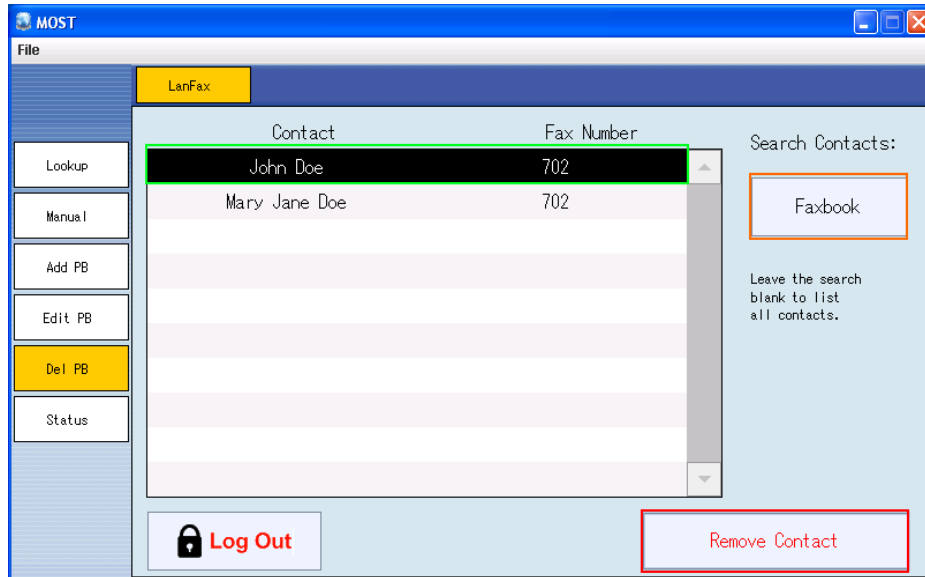 MOST
File
LanFax
Contact Fax Number
Search Contacts:
Lookup
John Doe 702
Manual
Mary Jane Doe 702
Faxbook
Add PB
Leave the search
blank to list
all contacts.
Edit PB
Del PB
Status
Log Out
Remove Contact